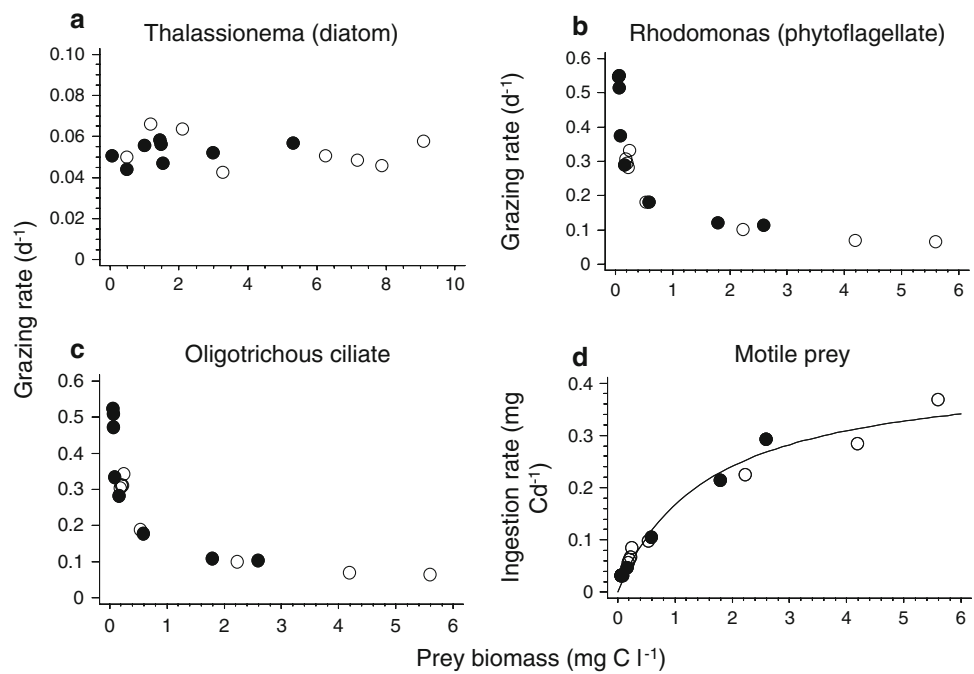 a
Thalassionema (diatom)
0.10
0.08
0.06
0.04
0.02
0
0 2 4 6 8 10
b
Rhodomonas (phytoflagellate)
Grazing rate (d-1)
0.6
0.5
0.4
0.3
0.2
0.1
0
0 1 2 3 4 5 6
Grazing rate (d-1)
c
Oligotrichous ciliate
0.6
0.5
0.4
0.3
0.2
0.1
0
0 1 2 3 4 5 6
d
Motile prey
Ingestion rate (mg
Cd-1)
0.4
0.3
0.2
0.1
0
0 1 2 3 4 5 6
Prey biomass (mg C l-1)